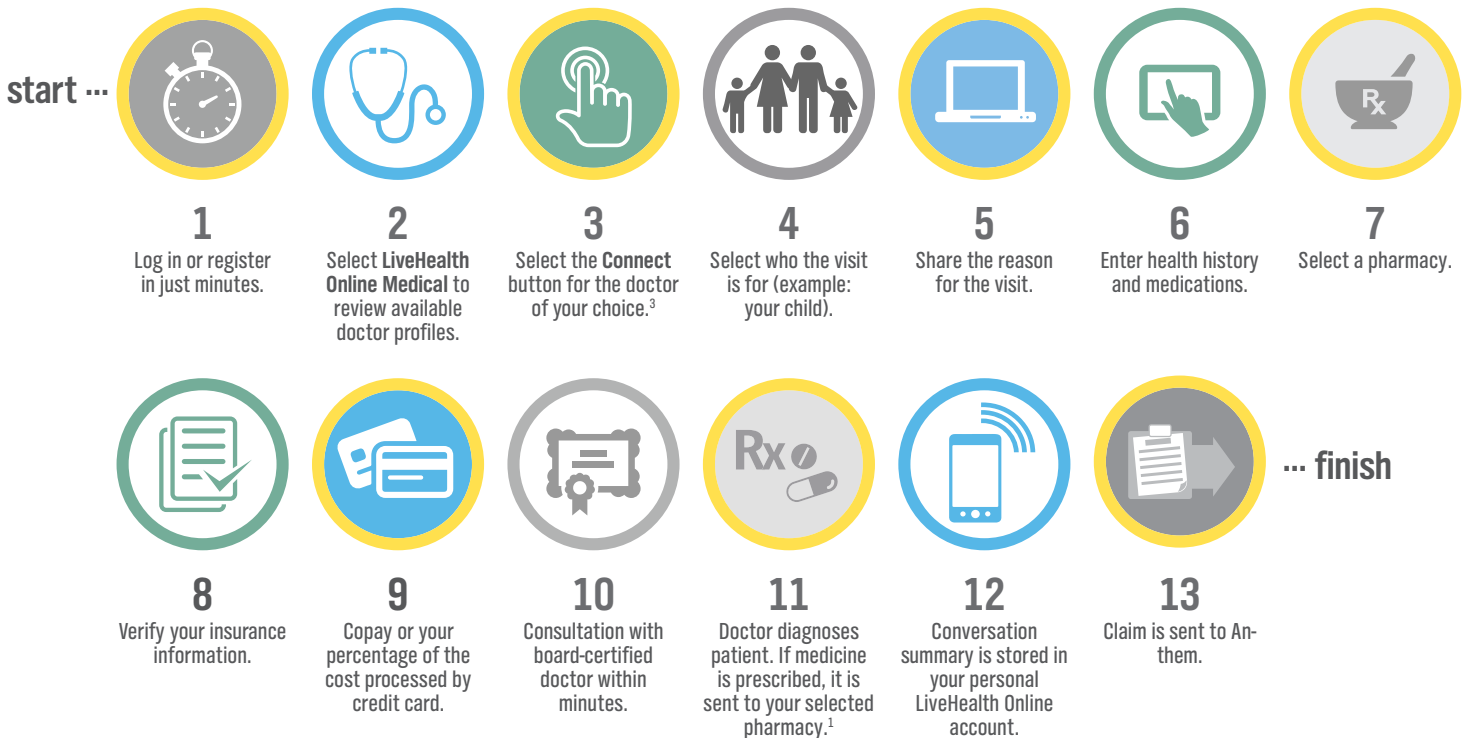 start ...
1
Log in or register
in just minutes.
2
Select LiveHealth
Online Medical to
review available
doctor profiles.
3
Select the Connect
button for the doctor
of your choice.³
4
Select who the visit
is for (example:
your child).
5
Share the reason
for the visit.
6
Enter health history
and medications.
Rx
7
Select a pharmacy.
8
Verify your insurance
information.
9
Copay or your
percentage of the
cost processed by
credit card.
10
Consultation with
board-certified
doctor within
minutes.
Rx
11
Doctor diagnoses
patient. If medicine
is prescribed, it is
sent to your selected
pharmacy.¹
12
Conversation
summary is stored in
your personal
LiveHealth Online
account.
13
Claim is sent to An-
them.
... finish